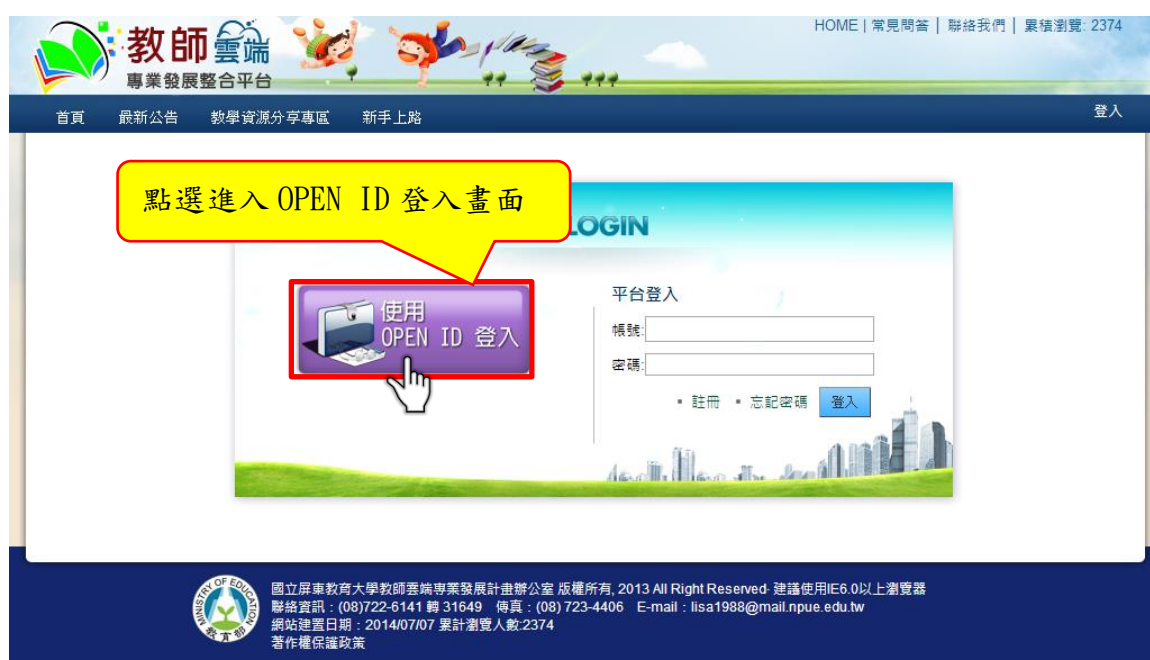 HOME | 常見問答 | 聯絡我們 | 累積瀏覽: 2374
教師雲端
專業發展整合平台
首頁 最新公告 教學資源分享專區 新手上路 登入
點選進入 OPEN ID 登入畫面
LOGIN
使用
OPEN ID 登入
平台登入
帳號:
密碼:
▪ 註冊 ▪ 忘記密碼 登入
MINISTRY OF EDUCATION
教育部
國立屏東教育大學教師雲端專業發展計畫辦公室 版權所有, 2013 All Right Reserved‧建議使用IE6.0以上瀏覽器
聯絡資訊：(08)722-6141 轉 31649 傳真：(08) 723-4406 E-mail：lisa1988@mail.npue.edu.tw
網站建置日期：2014/07/07 累計瀏覽人數:2374
著作權保護政策